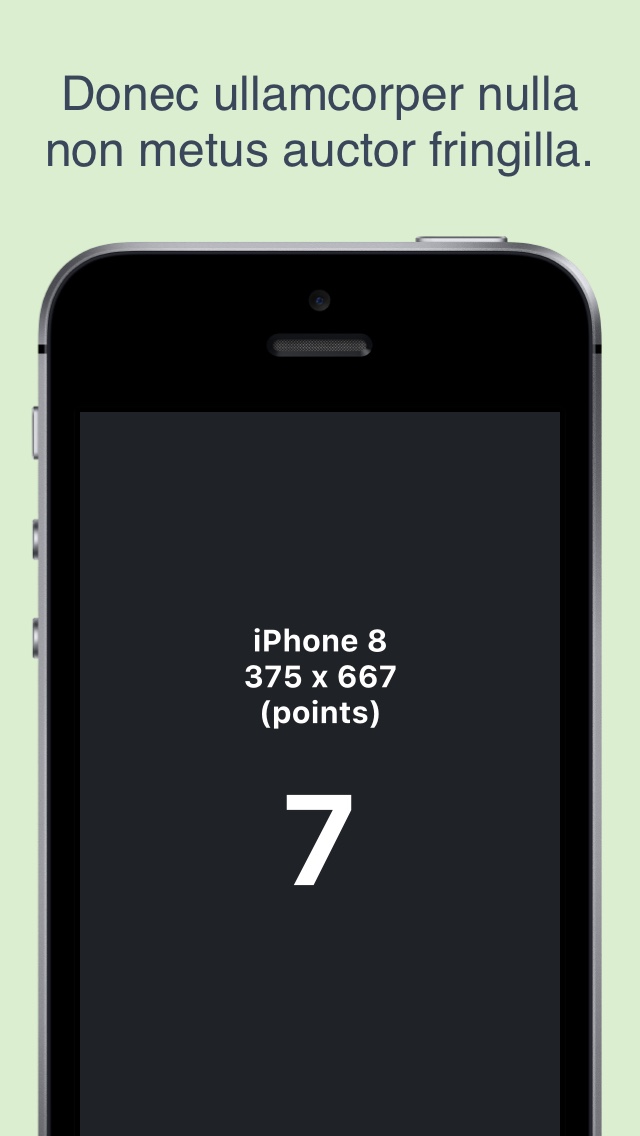 Donec ullamcorper nulla
non metus auctor fringilla.
iPhone 8
375 x 667
(points)
7